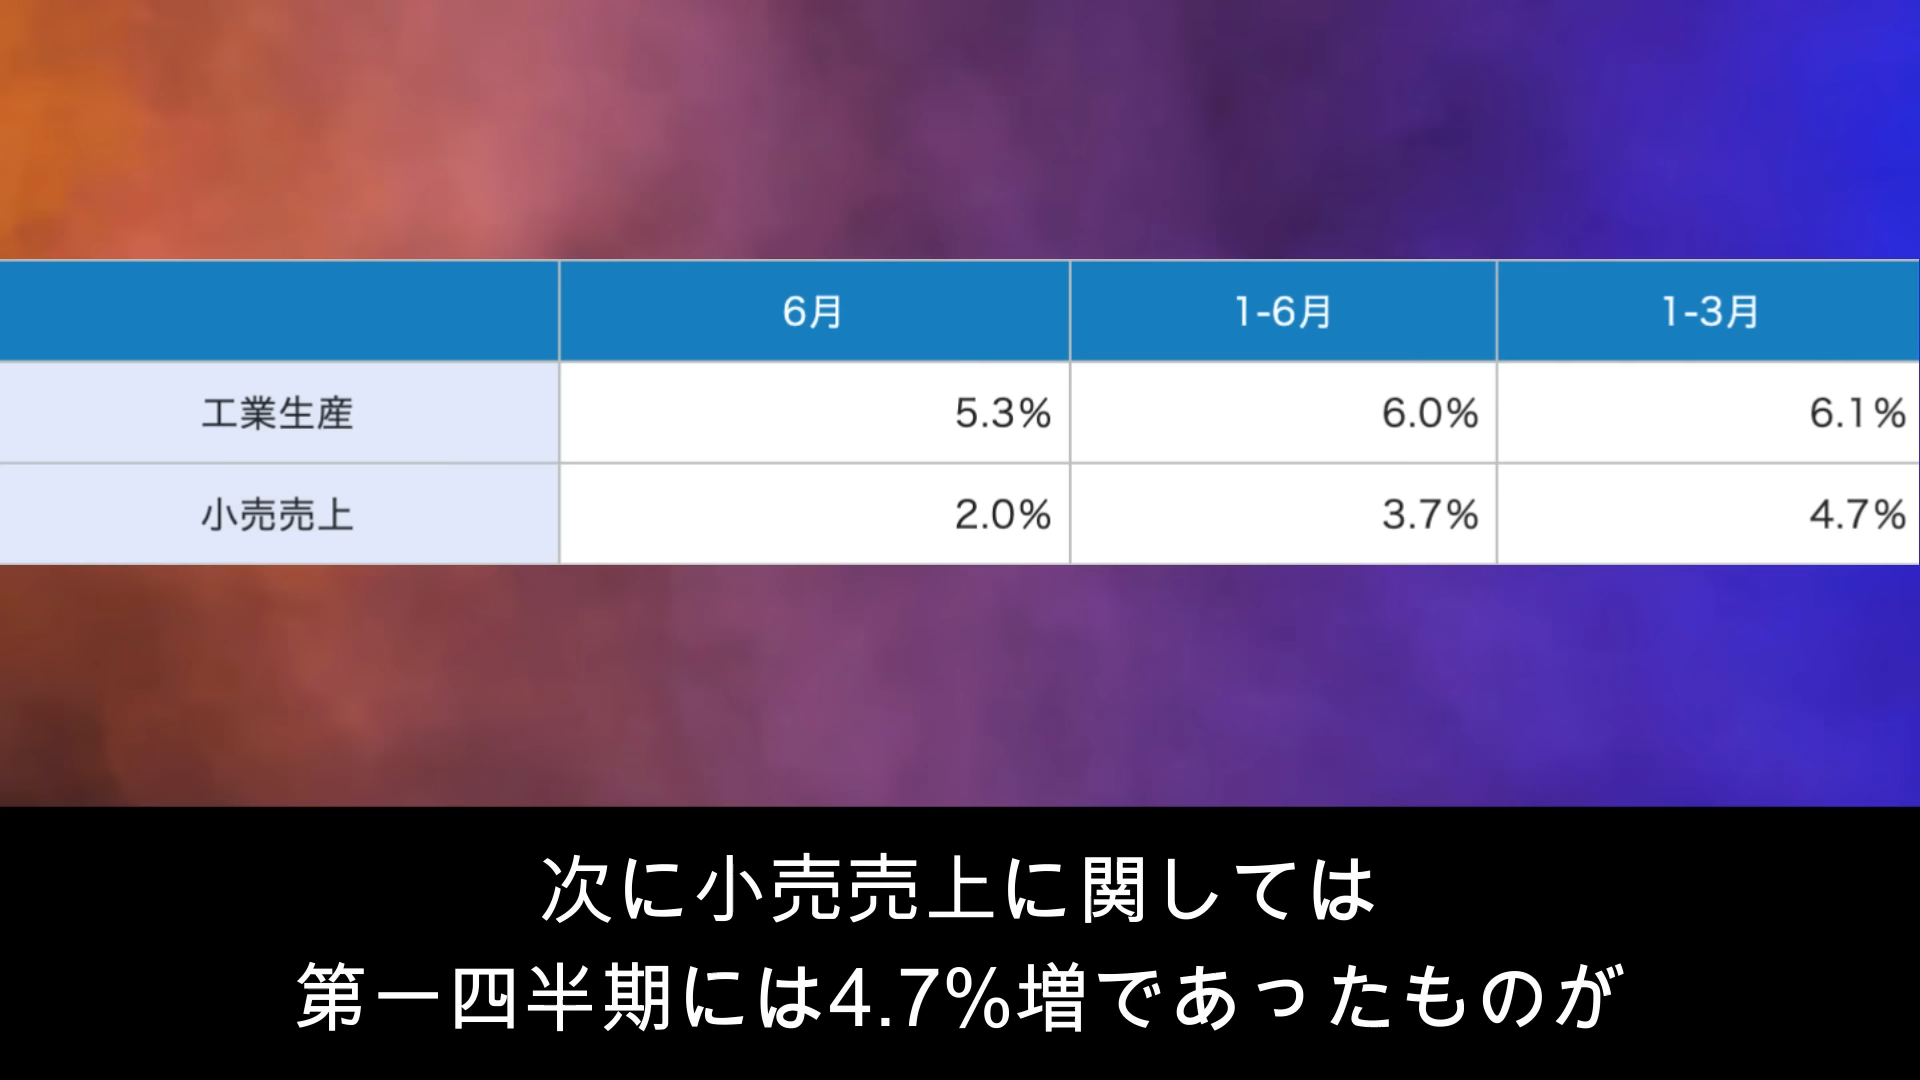 6月 1-6月 1-3月
工業生産 5.3% 6.0% 6.1%
小売売上 2.0% 3.7% 4.7%
次に小売売上に関しては
第一四半期には4.7%増であったものが